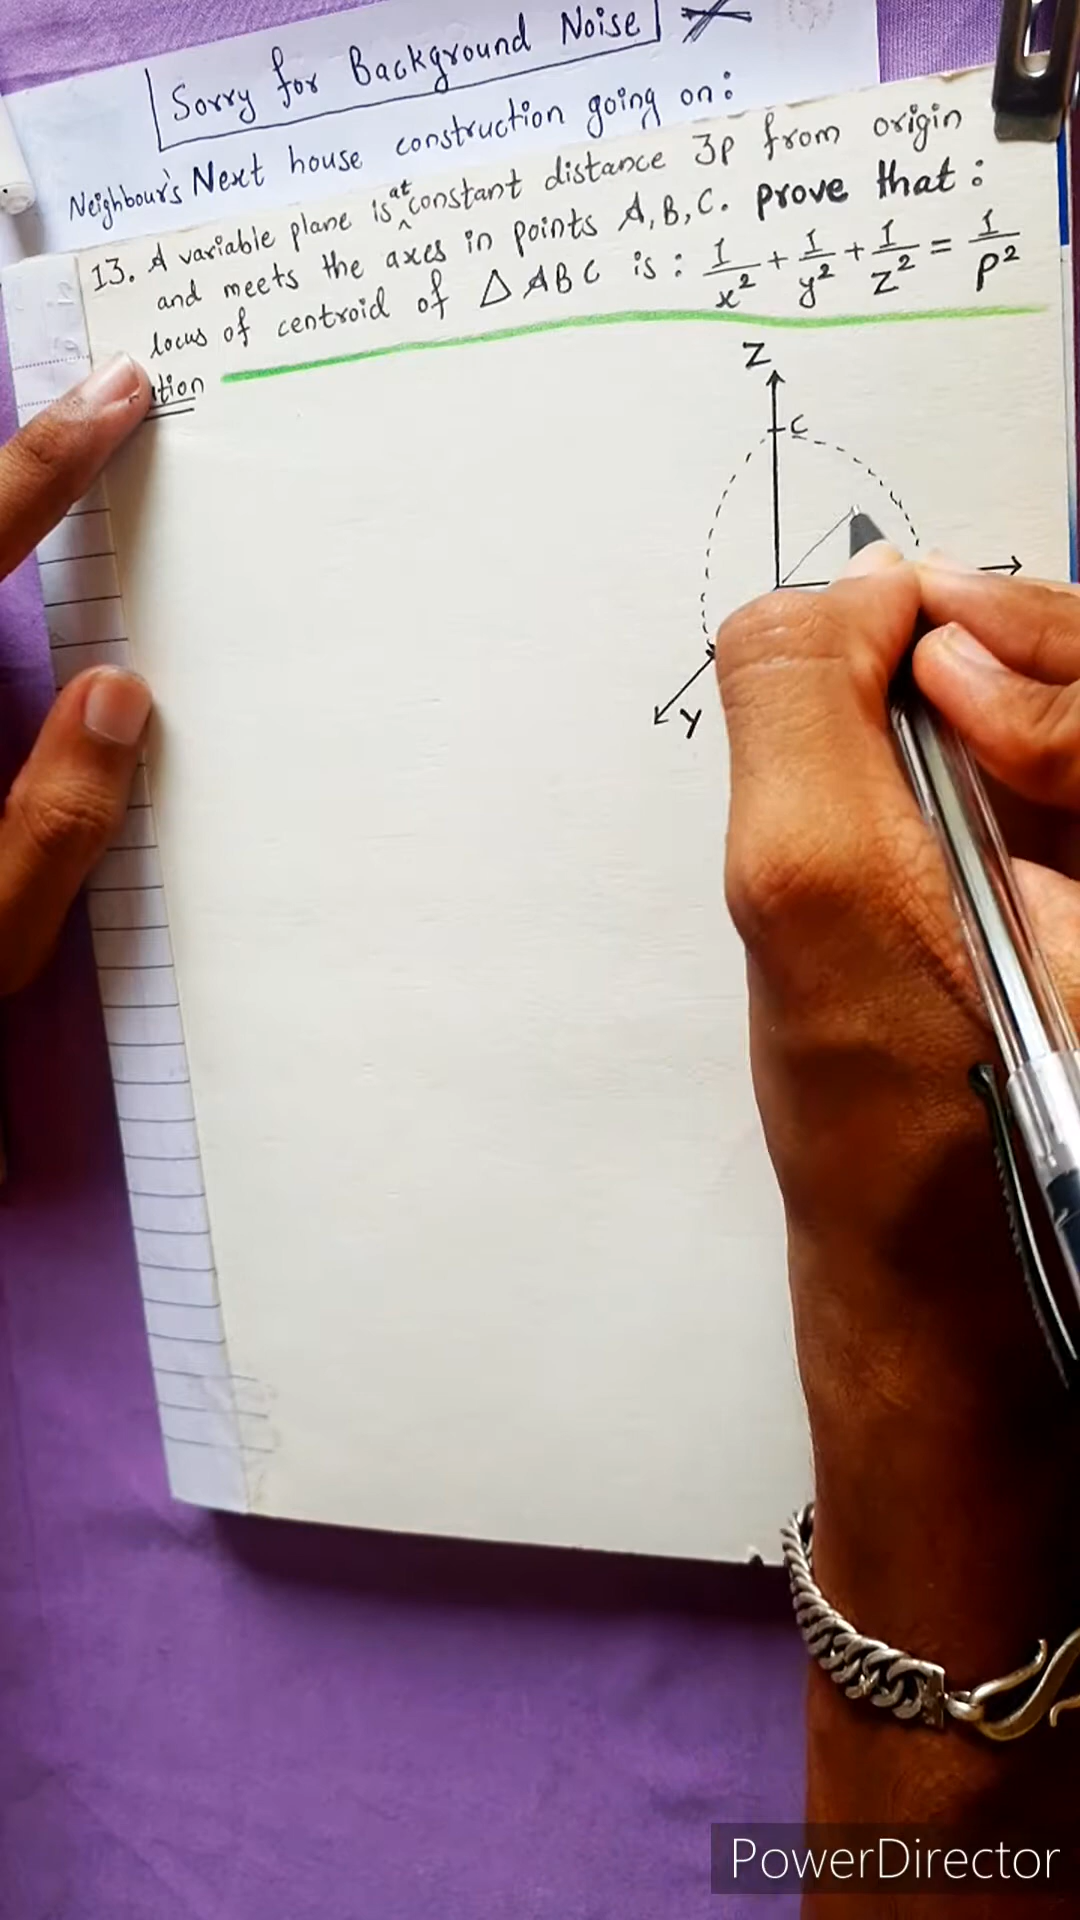 Sorry for Background Noise
Neighbour's Next house construction going on:
13. A variable plane is at constant distance 3p from origin
and meets the axes in points A, B, C. prove that:
locus of centroid of △ ABC is: 1/x² + 1/y² + 1/z² = 1/p²
ution
Z
C
Y
PowerDirector